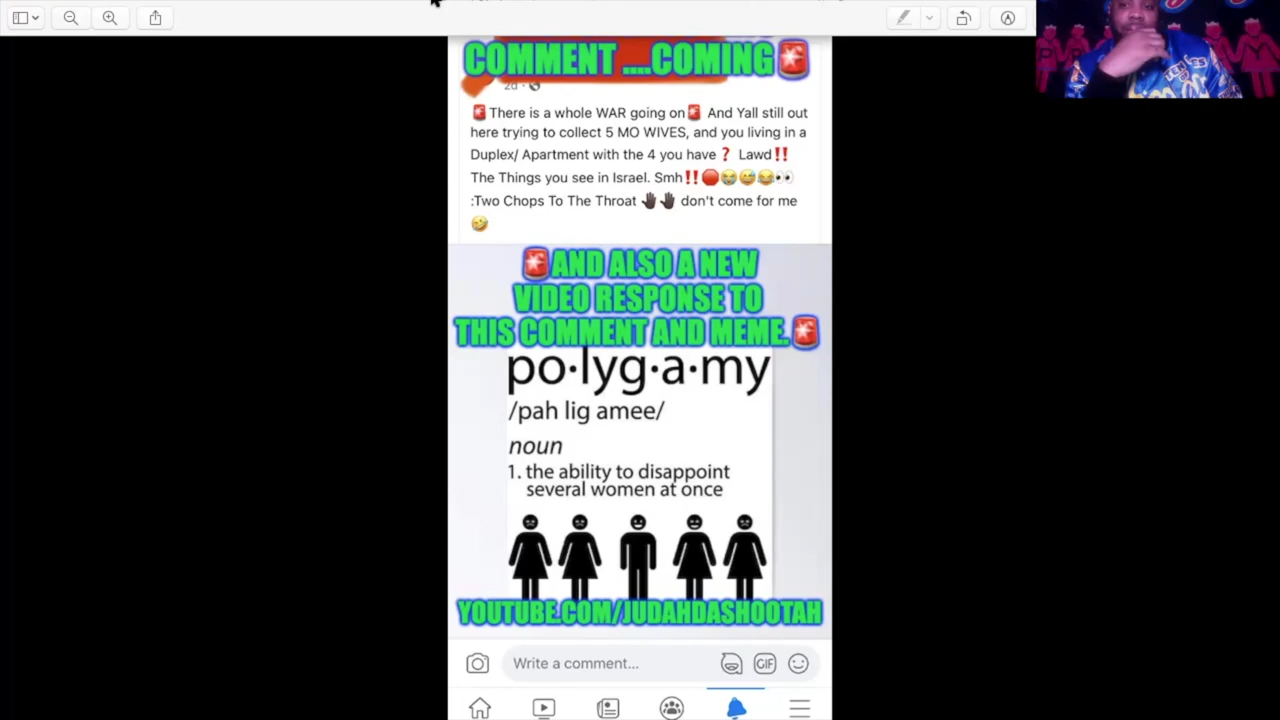 COMMENT ....COMING🚨
2d ·
🚨There is a whole WAR going on🚨 And Yall still out
here trying to collect 5 MO WIVES, and you living in a
Duplex/ Apartment with the 4 you have❓ Lawd‼️
The Things you see in Israel. Smh‼️🛑😭😅😂👀
:Two Chops To The Throat 🤚🏿🤚🏿 don't come for me
🤣
🚨AND ALSO A NEW
VIDEO RESPONSE TO
THIS COMMENT AND MEME.🚨
po·lyg·a·my
/pah lig amee/
noun
1. the ability to disappoint
several women at once
YOUTUBE.COM/JUDAHDASHOOTAH
Write a comment...
GIF